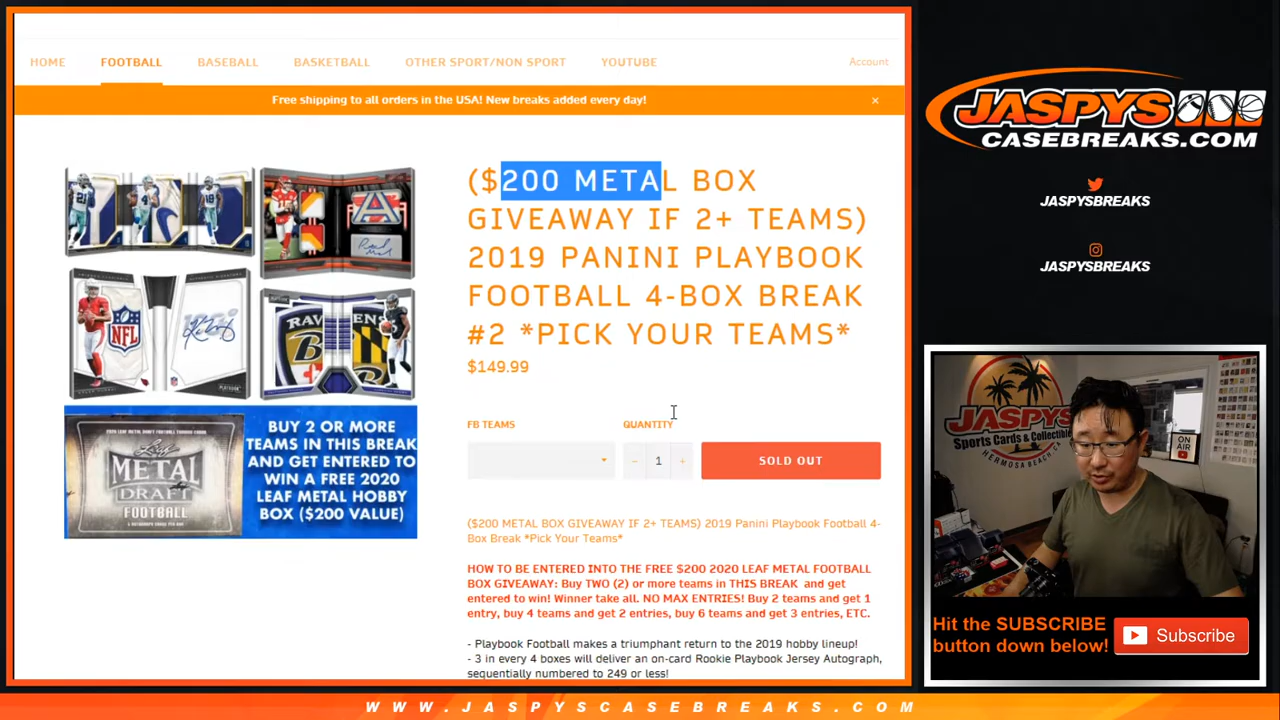 HOME FOOTBALL BASEBALL BASKETBALL OTHER SPORT/NON SPORT YOUTUBE Account
Free shipping to all orders in the USA! New breaks added every day! ×
($200 METAL BOX
GIVEAWAY IF 2+ TEAMS)
2019 PANINI PLAYBOOK
FOOTBALL 4-BOX BREAK
#2 *PICK YOUR TEAMS*
$149.99
FB TEAMS QUANTITY
− 1 + SOLD OUT
($200 METAL BOX GIVEAWAY IF 2+ TEAMS) 2019 Panini Playbook Football 4-
Box Break *Pick Your Teams*
HOW TO BE ENTERED INTO THE FREE $200 2020 LEAF METAL FOOTBALL
BOX GIVEAWAY: Buy TWO (2) or more teams in THIS BREAK and get
entered to win! Winner take all. NO MAX ENTRIES! Buy 2 teams and get 1
entry, buy 4 teams and get 2 entries, buy 6 teams and get 3 entries, ETC.
- Playbook Football makes a triumphant return to the 2019 hobby lineup!
- 3 in every 4 boxes will deliver an on-card Rookie Playbook Jersey Autograph,
sequentially numbered to 249 or less!
NFL
RAV ENS
Leaf
METAL
DRAFT
FOOTBALL
BUY 2 OR MORE
TEAMS IN THIS BREAK
AND GET ENTERED TO
WIN A FREE 2020
LEAF METAL HOBBY
BOX ($200 VALUE)
JASPYS
CASEBREAKS.COM
JASPYSBREAKS
JASPYSBREAKS
JASPYS
Sports Cards & Collectibles
HERMOSA BEACH, CA
ON
AIR
Hit the SUBSCRIBE
button down below!
Subscribe
WWW.JASPYSCASEBREAKS.COM